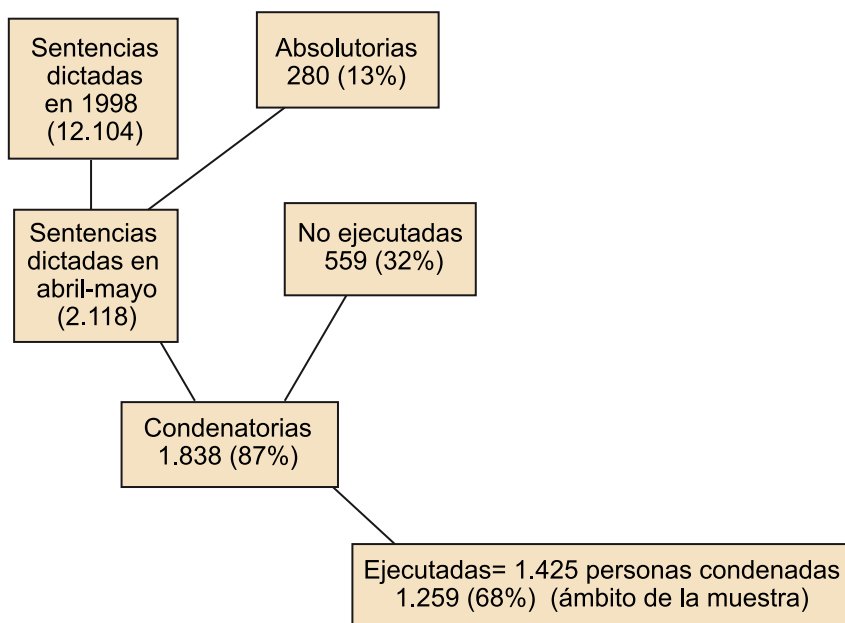 Sentencias
dictadas
en 1998
(12.104)
Absolutorias
280 (13%)
Sentencias
dictadas en
abril-mayo
(2.118)
No ejecutadas
559 (32%)
Condenatorias
1.838 (87%)
Ejecutadas= 1.425 personas condenadas
1.259 (68%) (ámbito de la muestra)